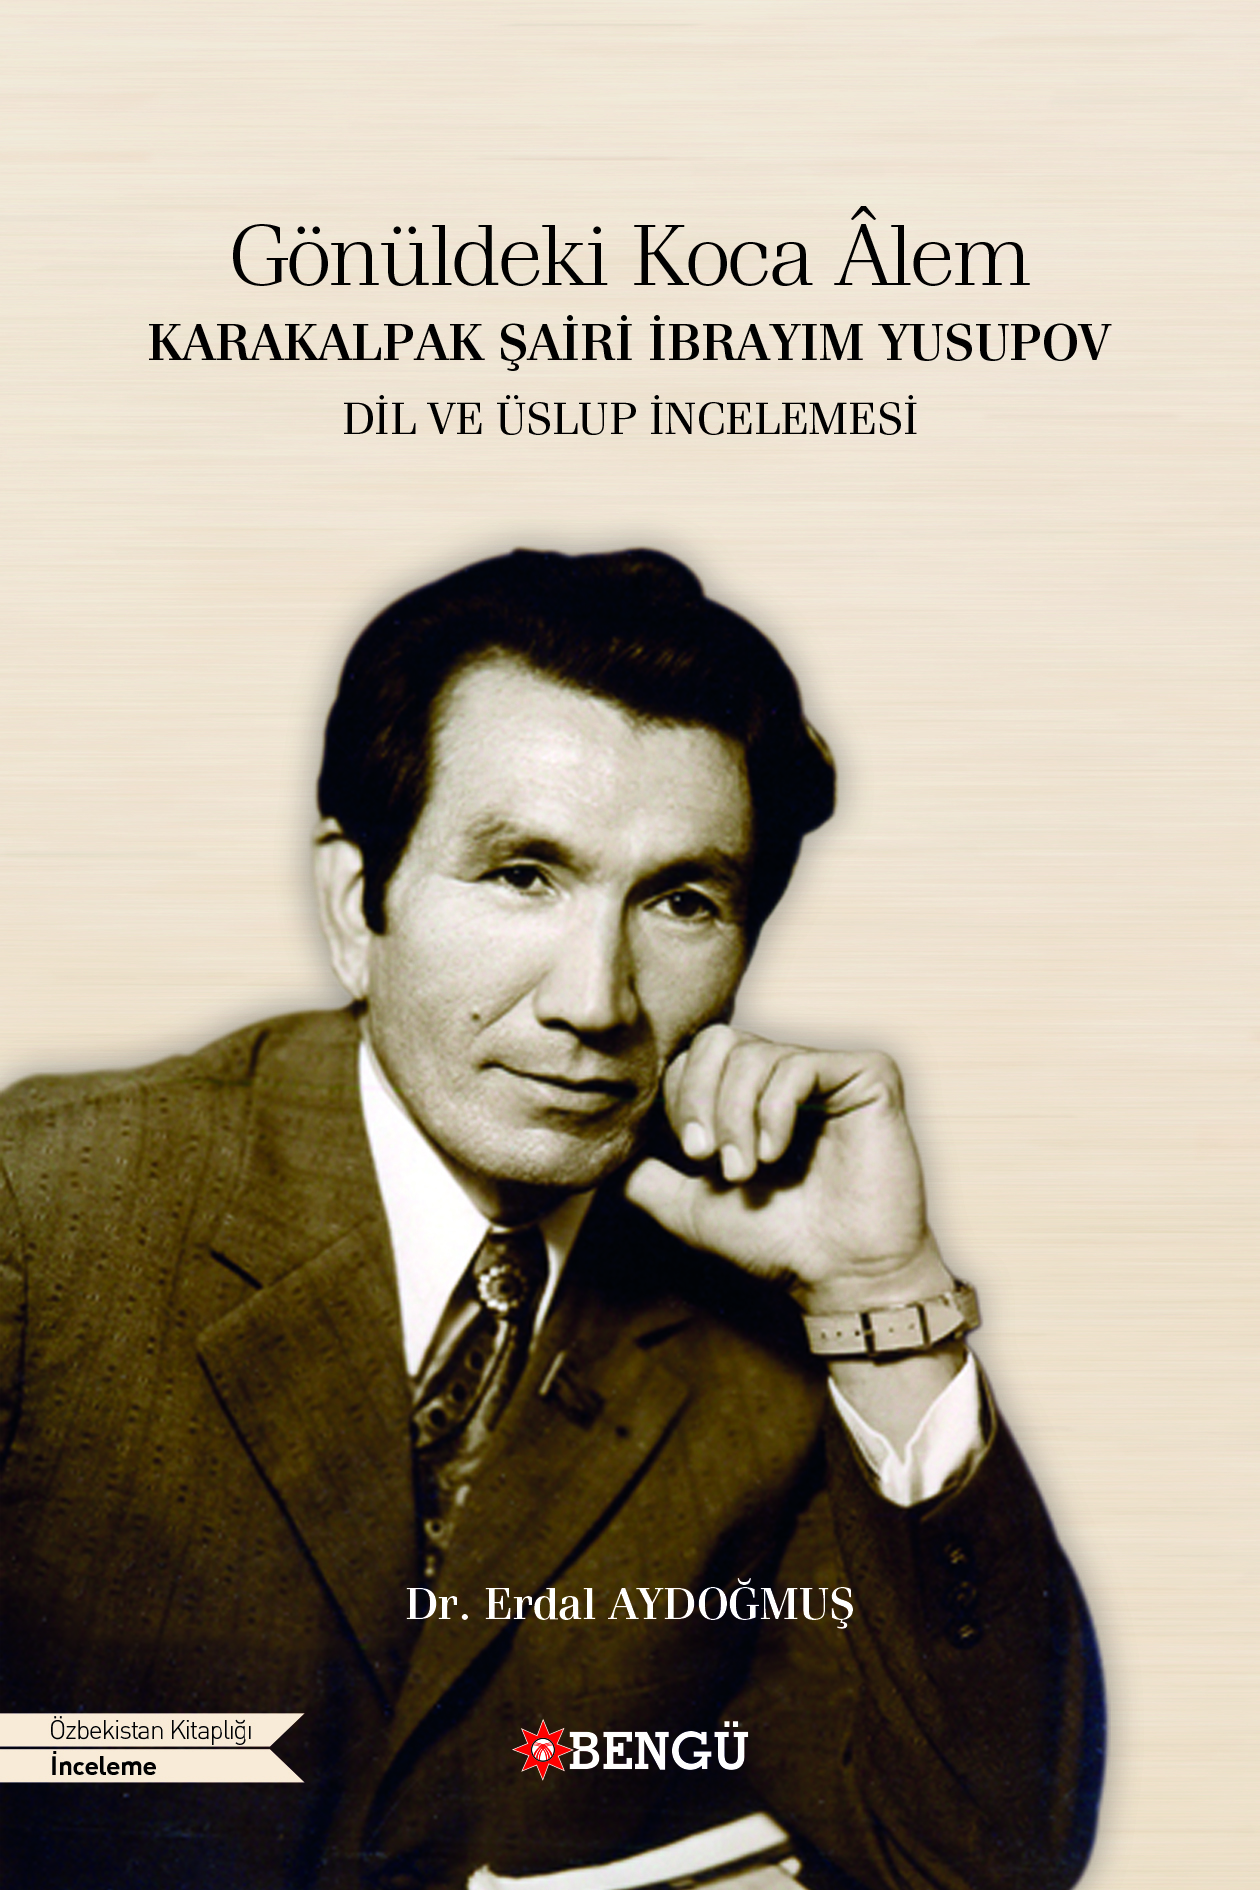 Gönüldeki Koca Âlem
KARAKALPAK ŞAİRİ İBRAYIM YUSUPOV
DİL VE ÜSLUP İNCELEMESİ
Dr. Erdal AYDOĞMUŞ
Özbekistan Kitaplığı
İnceleme
BENGÜ